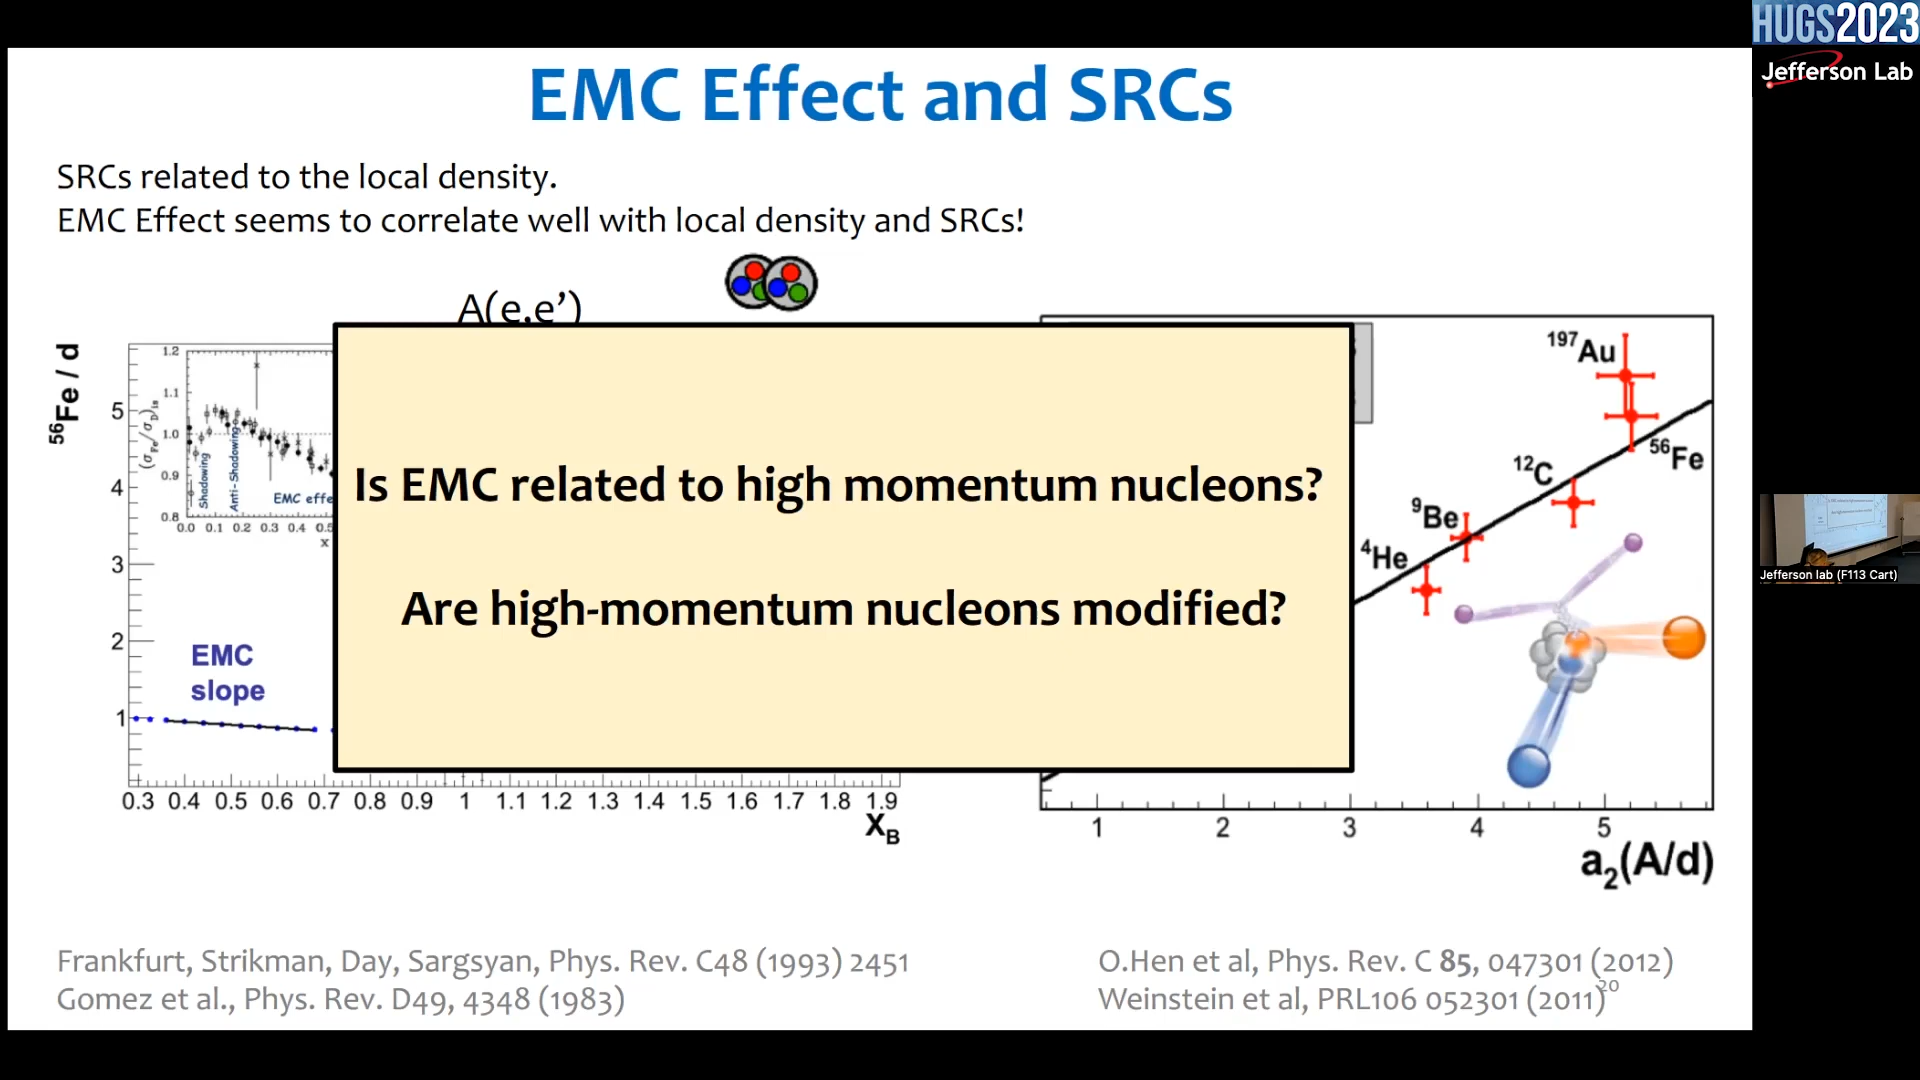 HUGS2023
Jefferson Lab
EMC Effect and SRCs
SRCs related to the local density.
EMC Effect seems to correlate well with local density and SRCs!
A(e,e’)
56Fe / d
5
4
3
2
1
(σFe/σD)is
1.2
1.1
1.0
0.9
0.8
Shadowing
Anti-Shadowing
EMC effe
0.0 0.1 0.2 0.3 0.4 0.5
x
EMC
slope
0.3 0.4 0.5 0.6 0.7 0.8 0.9 1 1.1 1.2 1.3 1.4 1.5 1.6 1.7 1.8 1.9
XB
Is EMC related to high momentum nucleons?
Are high-momentum nucleons modified?
197Au
56Fe
12C
9Be
4He
1 2 3 4 5
a2(A/d)
Jefferson lab (F113 Cart)
Frankfurt, Strikman, Day, Sargsyan, Phys. Rev. C48 (1993) 2451
Gomez et al., Phys. Rev. D49, 4348 (1983)
O.Hen et al, Phys. Rev. C 85, 047301 (2012)
Weinstein et al, PRL106 052301 (2011)
20